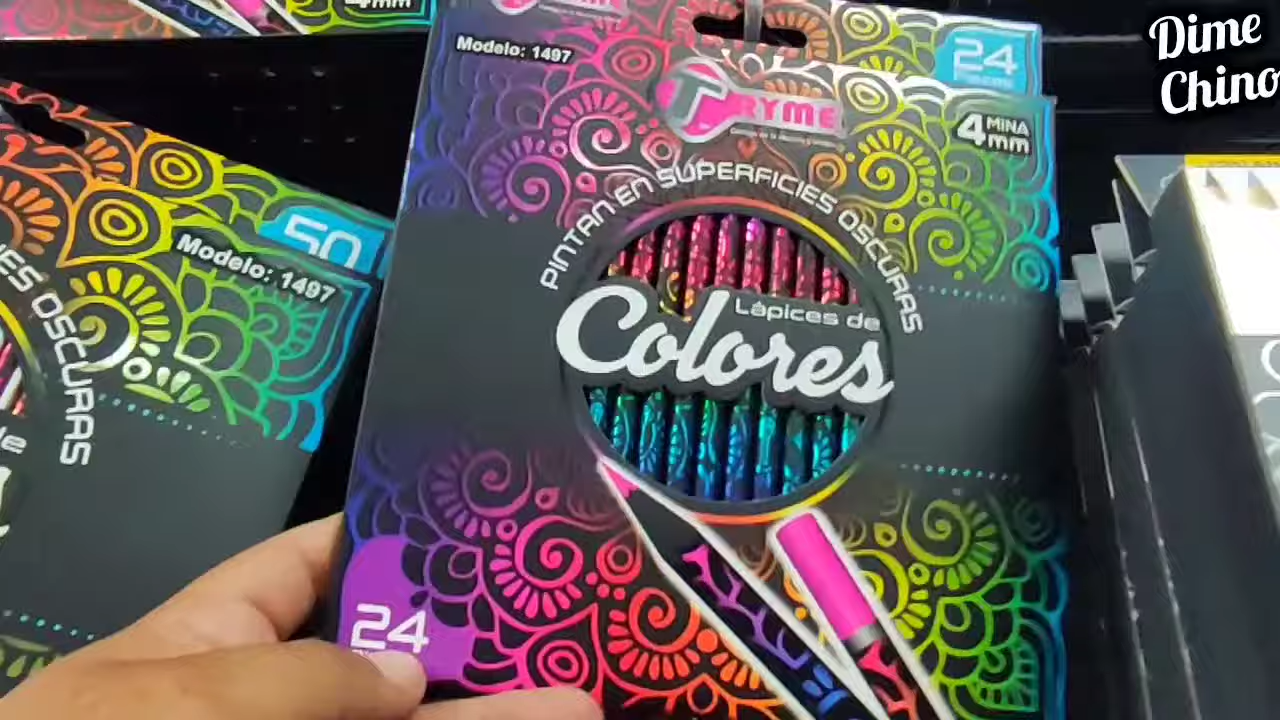 Dime
Chino
4mm
Modelo: 1497
24
TRYME
4 MINA
mm
PINTAN EN SUPERFICIES OSCURAS
Lápices de
Colores
24
50
Modelo: 1497
OSCURAS